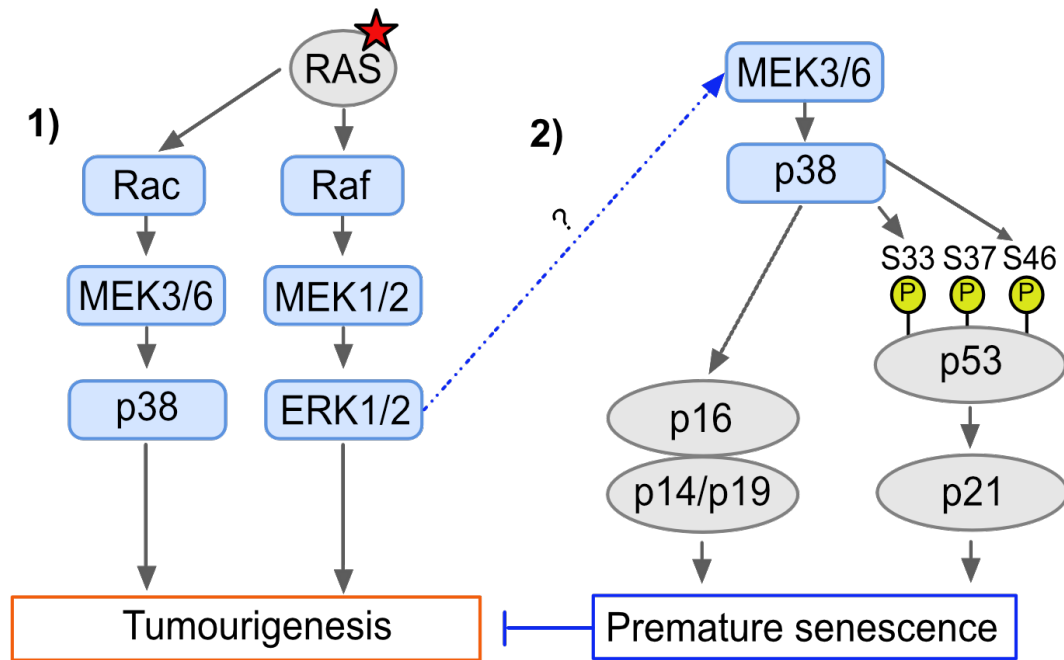 RAS
1)
Rac
Raf
MEK3/6
MEK1/2
p38
ERK1/2
Tumourigenesis
?
2)
MEK3/6
p38
S33 S37 S46
P P P
p53
p16
p14/p19
p21
Premature senescence